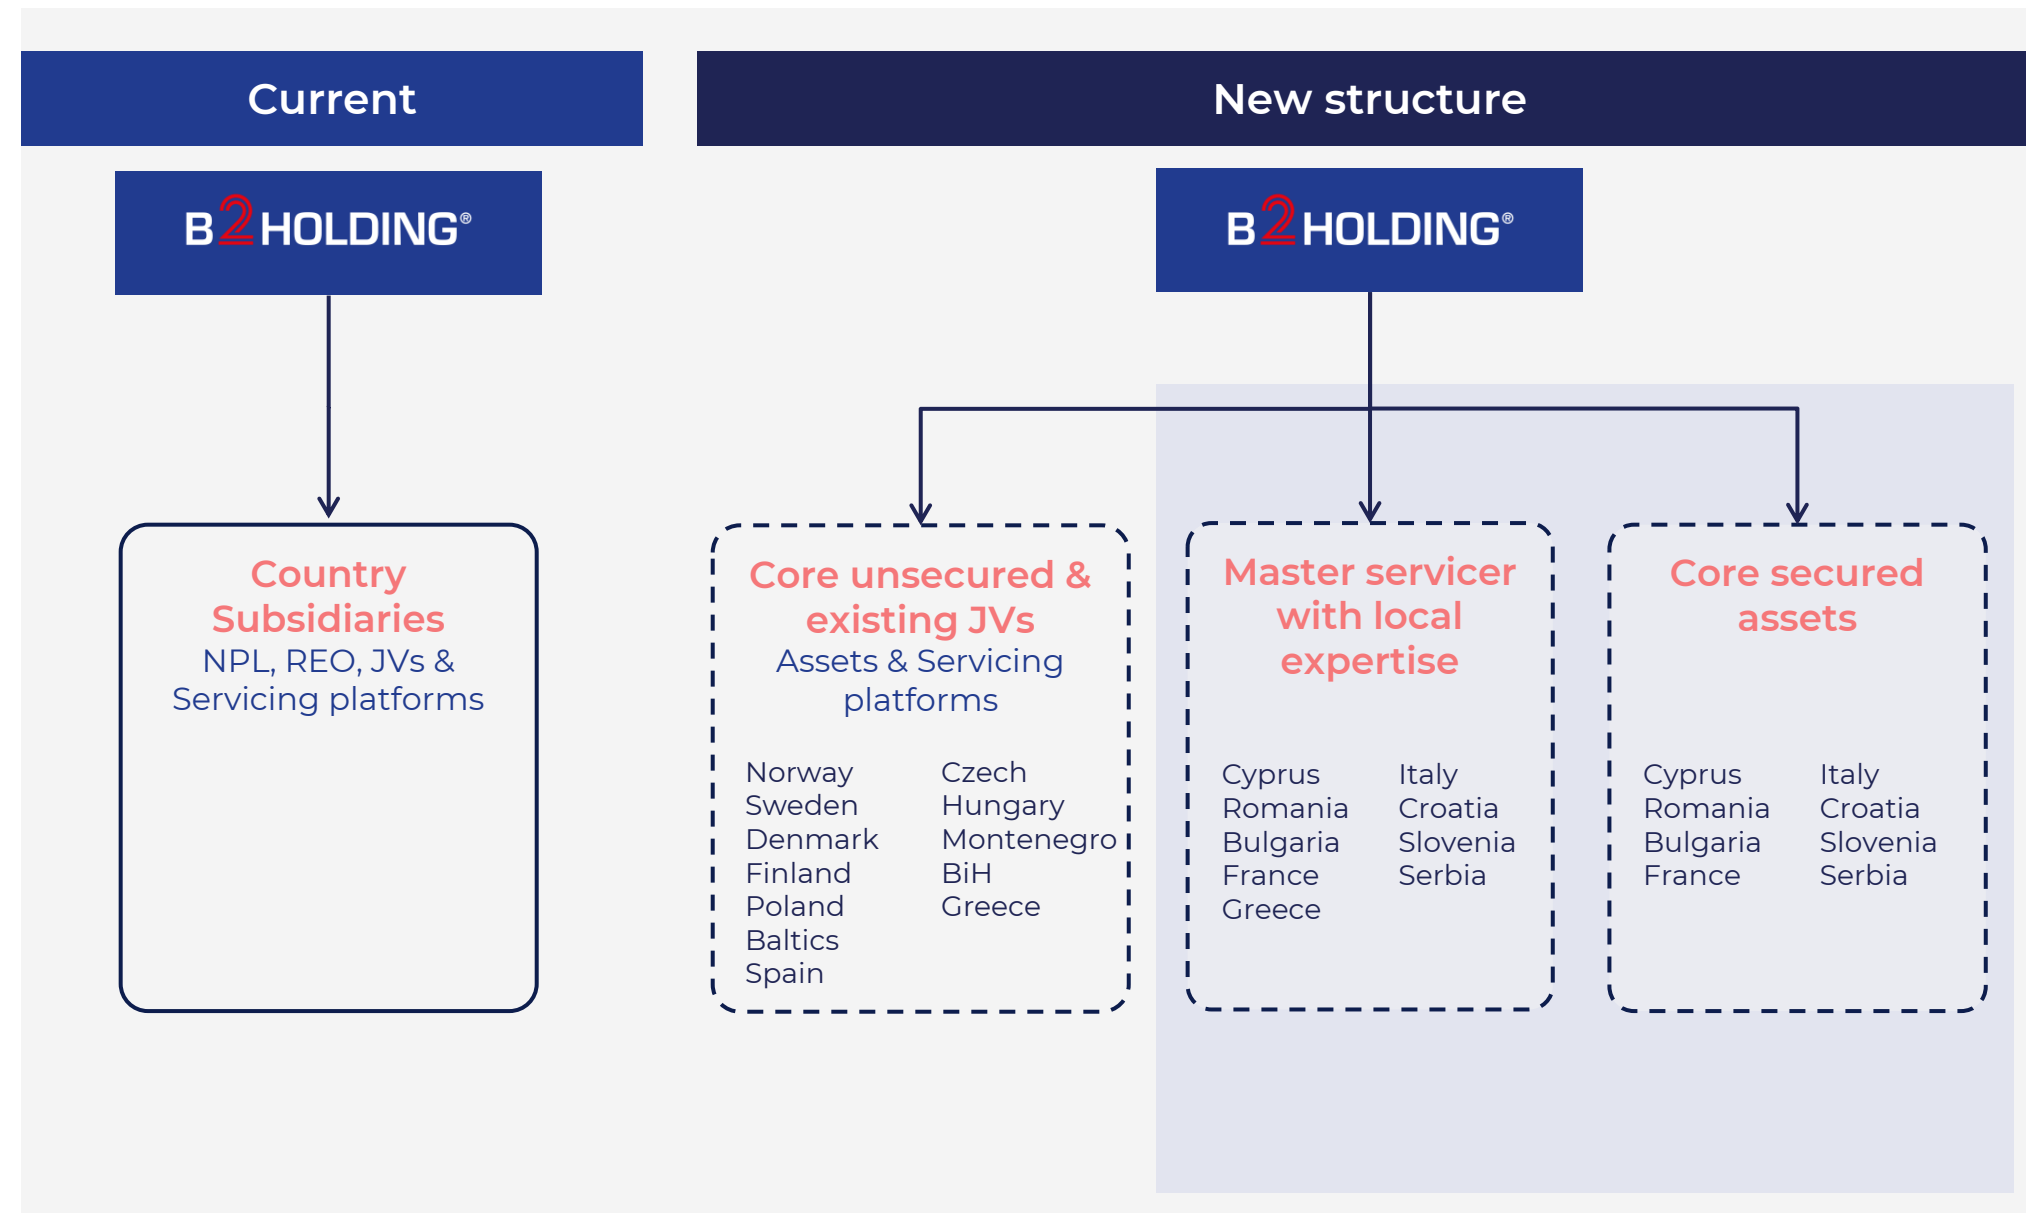 Current
B2HOLDING®
Country
Subsidiaries
NPL, REO, JVs &
Servicing platforms
New structure
B2HOLDING®
Core unsecured &
existing JVs
Assets & Servicing
platforms
Norway
Sweden
Denmark
Finland
Poland
Baltics
Spain
Czech
Hungary
Montenegro
BiH
Greece
Master servicer
with local
expertise
Cyprus
Romania
Bulgaria
France
Greece
Italy
Croatia
Slovenia
Serbia
Core secured
assets
Cyprus
Romania
Bulgaria
France
Italy
Croatia
Slovenia
Serbia